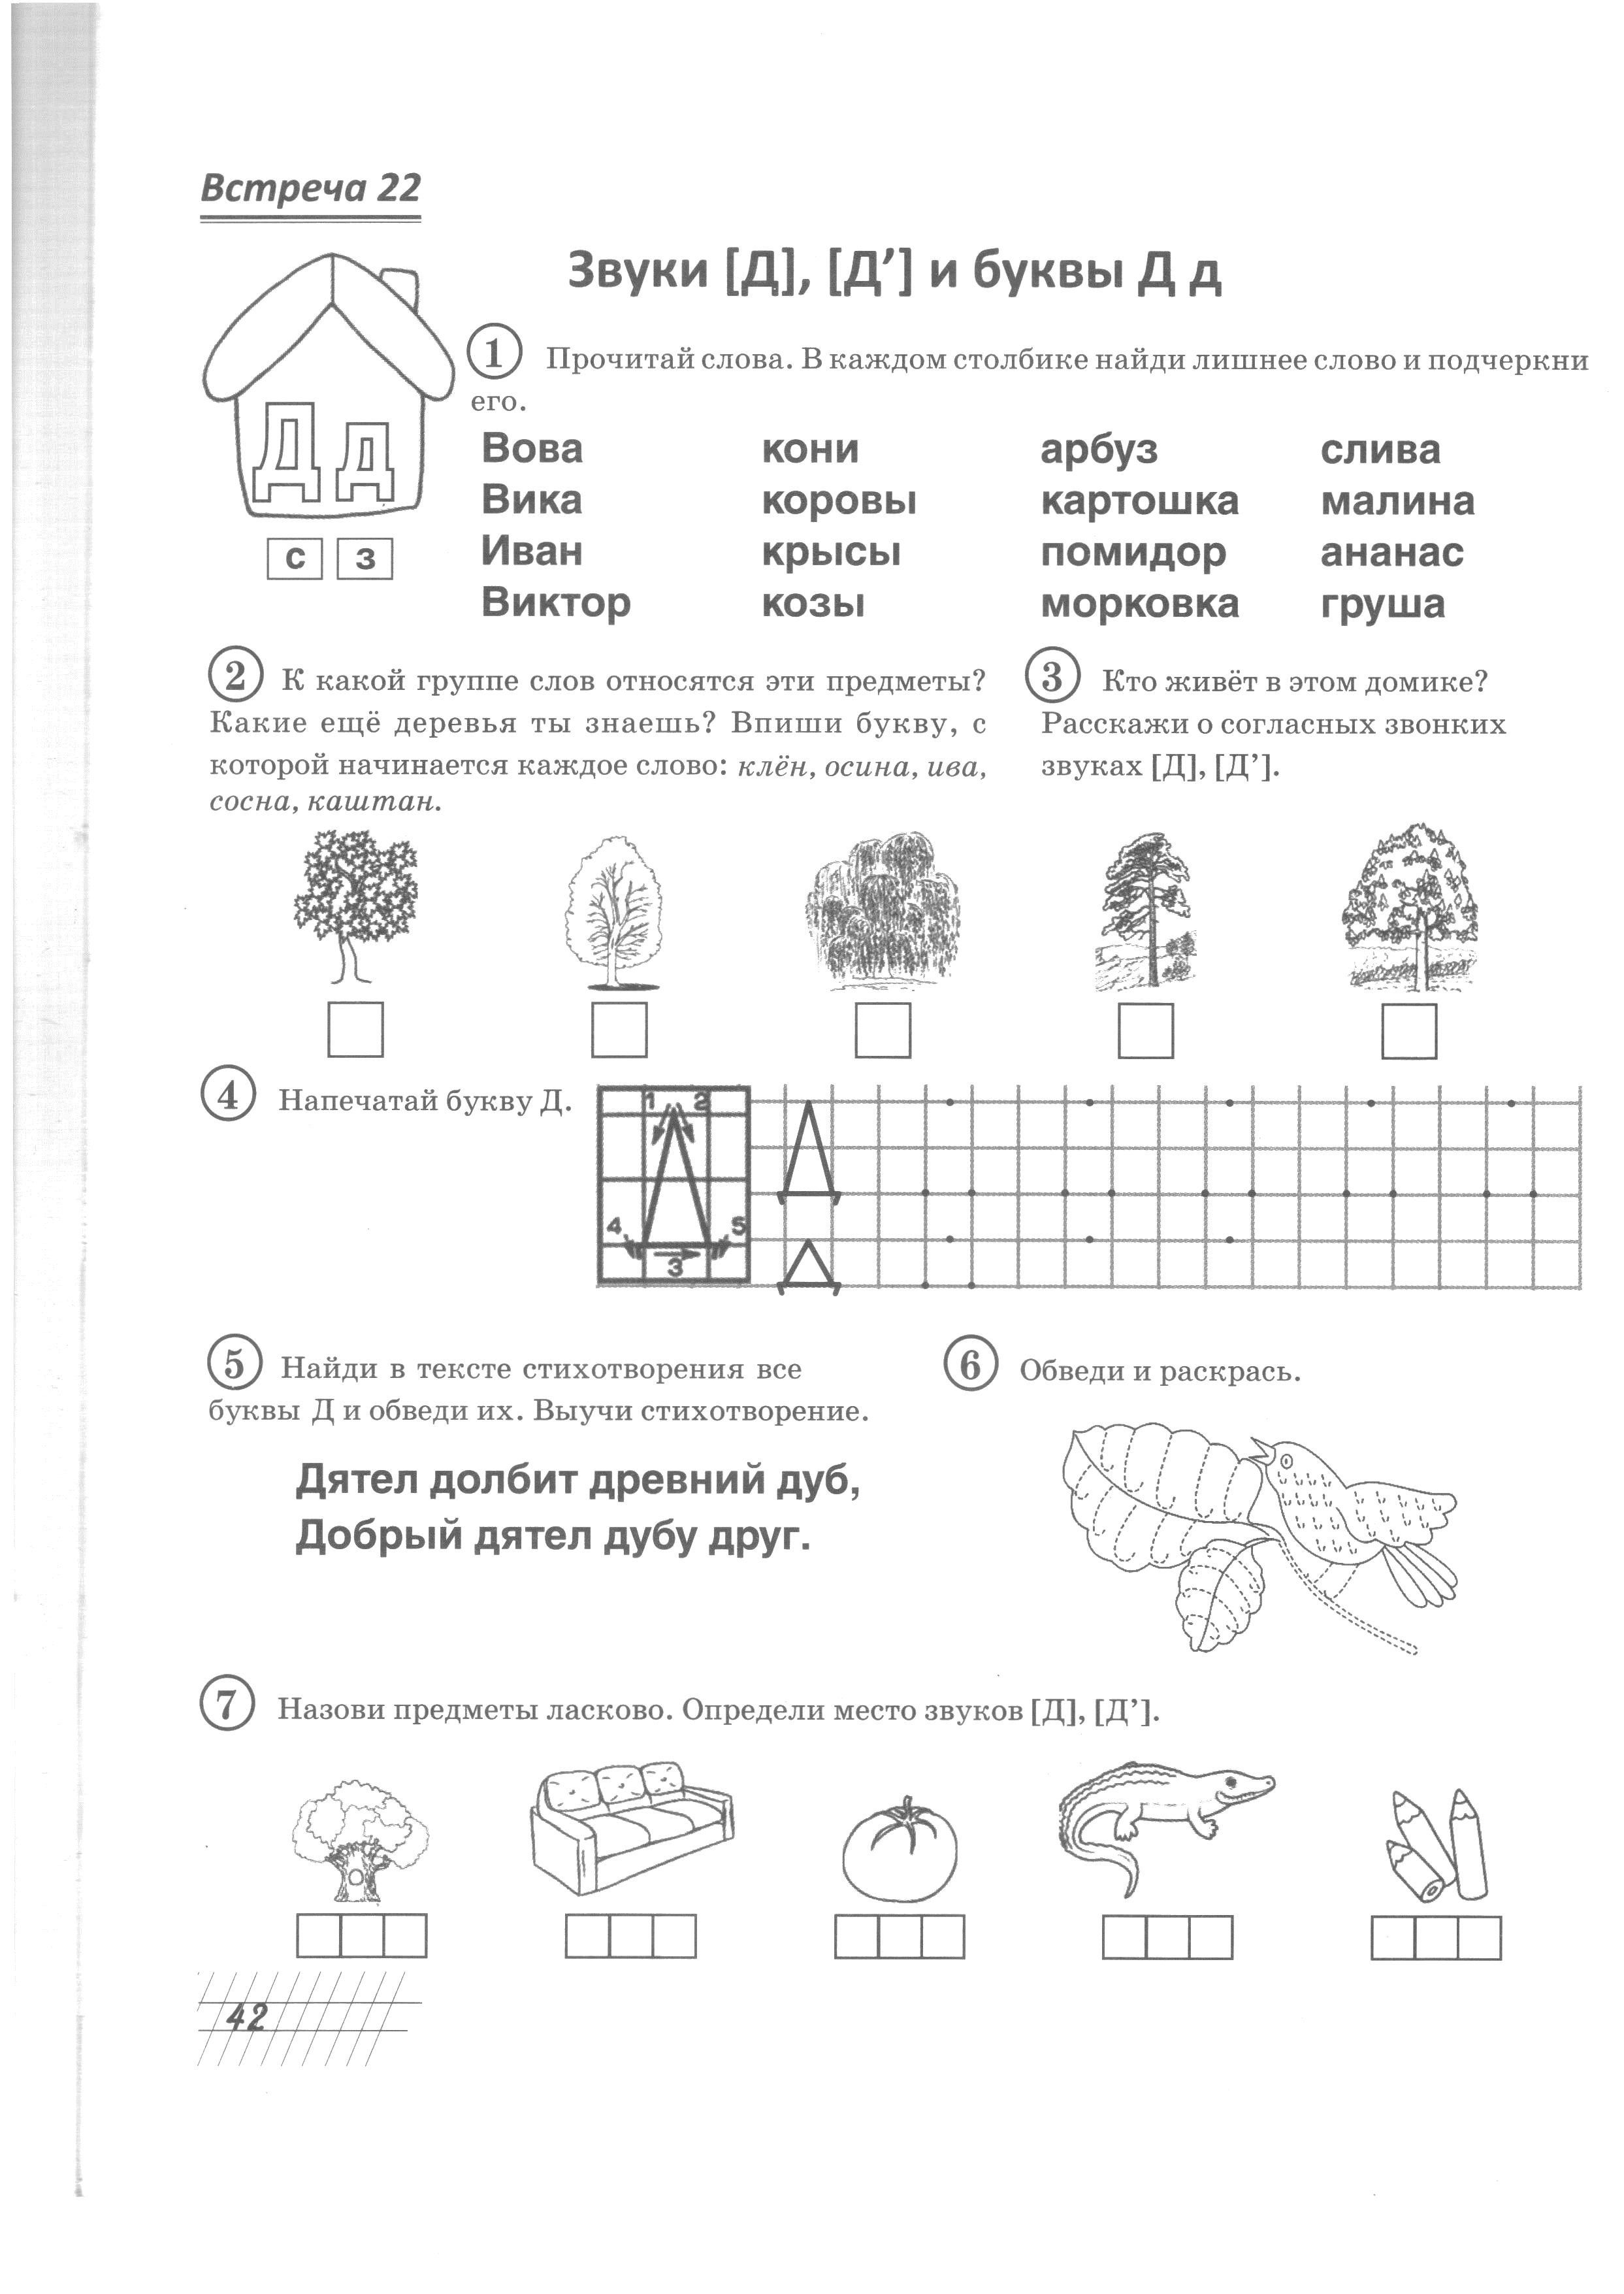 Встреча 22
Звуки [Д], [Д’] и буквы Д д
Д д
с з
1 Прочитай слова. В каждом столбике найди лишнее слово и подчеркни
его.
Вова кони арбуз слива
Вика коровы картошка малина
Иван крысы помидор ананас
Виктор козы морковка груша
2 К какой группе слов относятся эти предметы?
Какие ещё деревья ты знаешь? Впиши букву, с
которой начинается каждое слово: клён, осина, ива,
сосна, каштан.
3 Кто живёт в этом домике?
Расскажи о согласных звонких
звуках [Д], [Д’].
4 Напечатай букву Д.
1 2
4 5
3
5 Найди в тексте стихотворения все
буквы Д и обведи их. Выучи стихотворение.
Дятел долбит древний дуб,
Добрый дятел дубу друг.
6 Обведи и раскрась.
7 Назови предметы ласково. Определи место звуков [Д], [Д’].
42